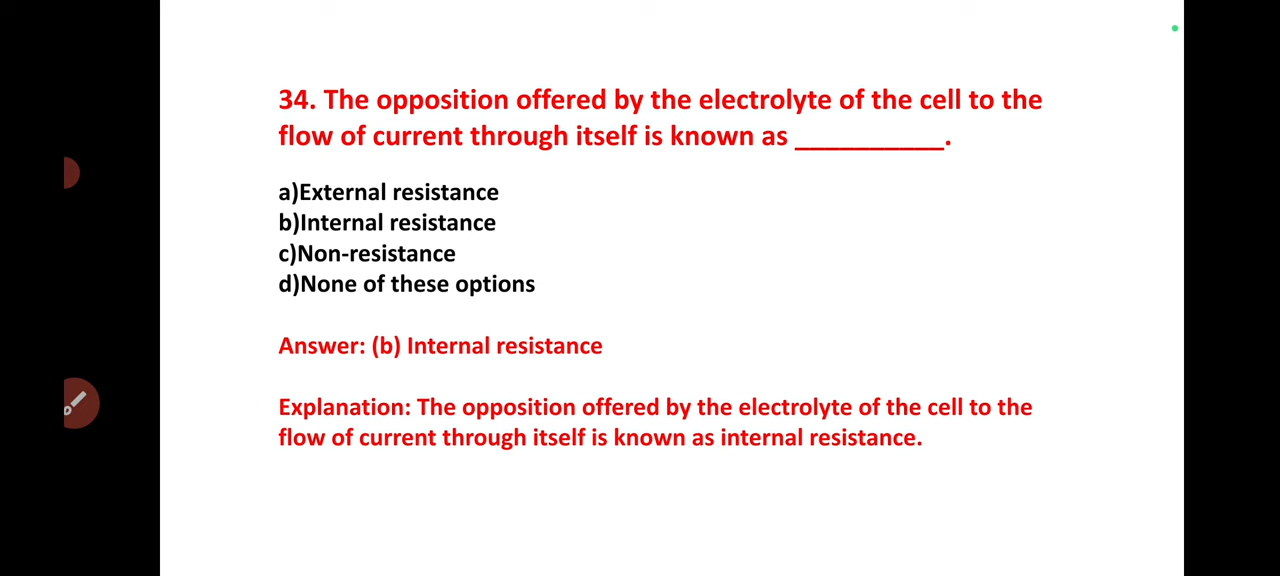 34. The opposition offered by the electrolyte of the cell to the
flow of current through itself is known as __________.
a)External resistance
b)Internal resistance
c)Non-resistance
d)None of these options
Answer: (b) Internal resistance
Explanation: The opposition offered by the electrolyte of the cell to the
flow of current through itself is known as internal resistance.